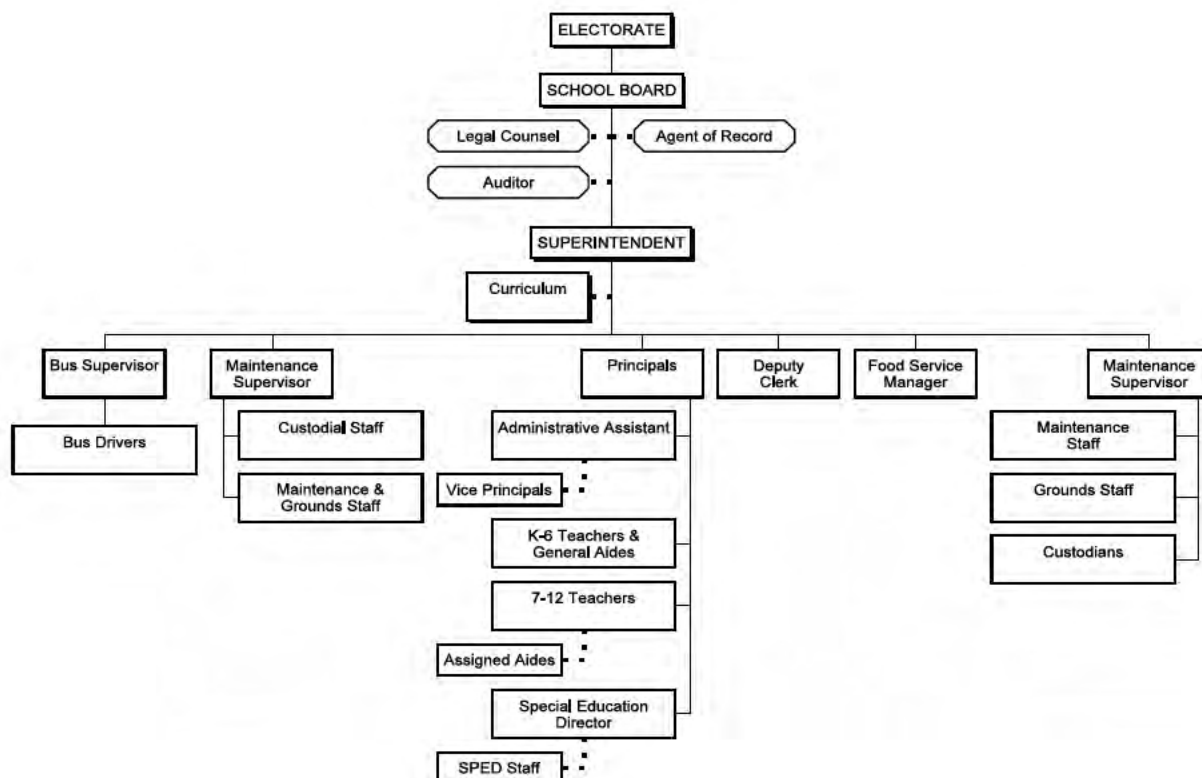 ELECTORATE
SCHOOL BOARD
Legal Counsel
Agent of Record
Auditor
SUPERINTENDENT
Curriculum
Bus Supervisor
Maintenance
Supervisor
Principals
Deputy
Clerk
Food Service
Manager
Maintenance
Supervisor
Bus Drivers
Custodial Staff
Maintenance &
Grounds Staff
Administrative Assistant
Vice Principals
K-6 Teachers &
General Aides
7-12 Teachers
Assigned Aides
Special Education
Director
SPED Staff
Maintenance
Staff
Grounds Staff
Custodians